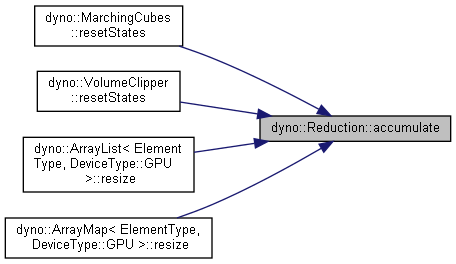 dyno::MarchingCubes
::resetStates
dyno::VolumeClipper
::resetStates
dyno::Reduction::accumulate
dyno::ArrayList< Element
Type, DeviceType::GPU
>::resize
dyno::ArrayMap< ElementType,
DeviceType::GPU >::resize